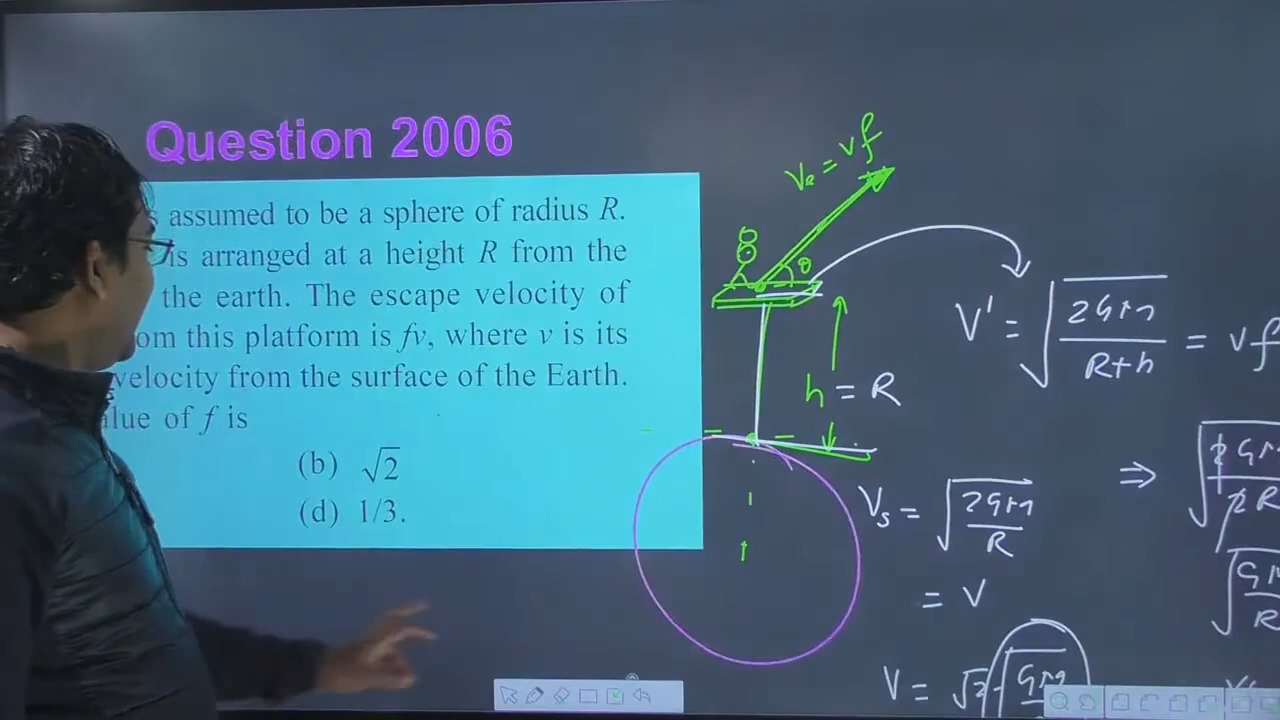 Question 2006
assumed to be a sphere of radius R.
is arranged at a height R from the
the earth. The escape velocity of
this platform is fv, where v is its
velocity from the surface of the Earth.
of f is
(b) √2
(d) 1/3.
Ve = vf
θ
h = R
V' = √(2GM/(R+h)) = vf
Vs = √(2GM/R)
= V
⇒
V = √2